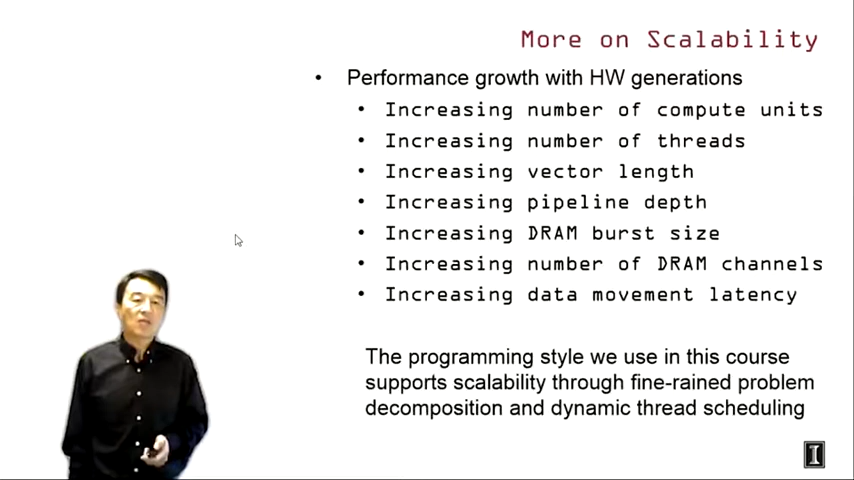 More on Scalability
• Performance growth with HW generations
• Increasing number of compute units
• Increasing number of threads
• Increasing vector length
• Increasing pipeline depth
• Increasing DRAM burst size
• Increasing number of DRAM channels
• Increasing data movement latency
The programming style we use in this course
supports scalability through fine-rained problem
decomposition and dynamic thread scheduling
I